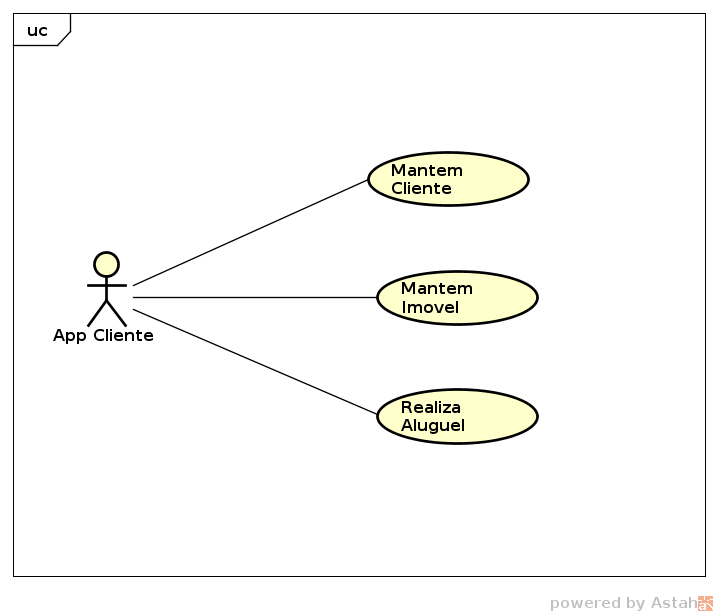 uc
Mantem
Cliente
Mantem
Imovel
App Cliente
Realiza
Aluguel
powered by Astah